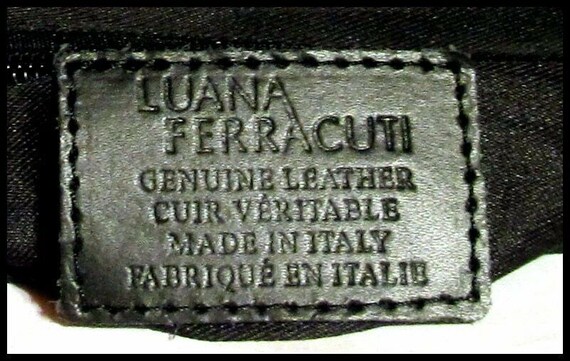 LUANA
FERRACUTI
GENUINE LEATHER
CUIR VÉRITABLE
MADE IN ITALY
FABRIQUÉ EN ITALIE